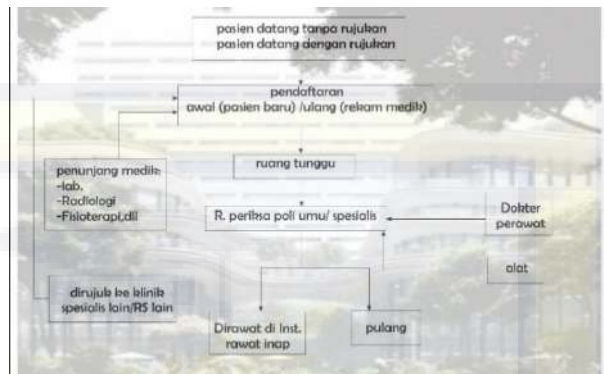 pasien datang tanpa rujukan
pasien datang dengan rujukan
pendaftaran
awal (pasien baru) /ulang (rekam medik)
ruang tunggu
penunjang medik:
-lab.
-Radiologi
-Fisioterapi,dll
R. periksa poli umu/ spesialis
Dokter
perawat
alat
dirujuk ke klinik
spesialis lain/RS lain
Dirawat di Inst.
rawat inap
pulang